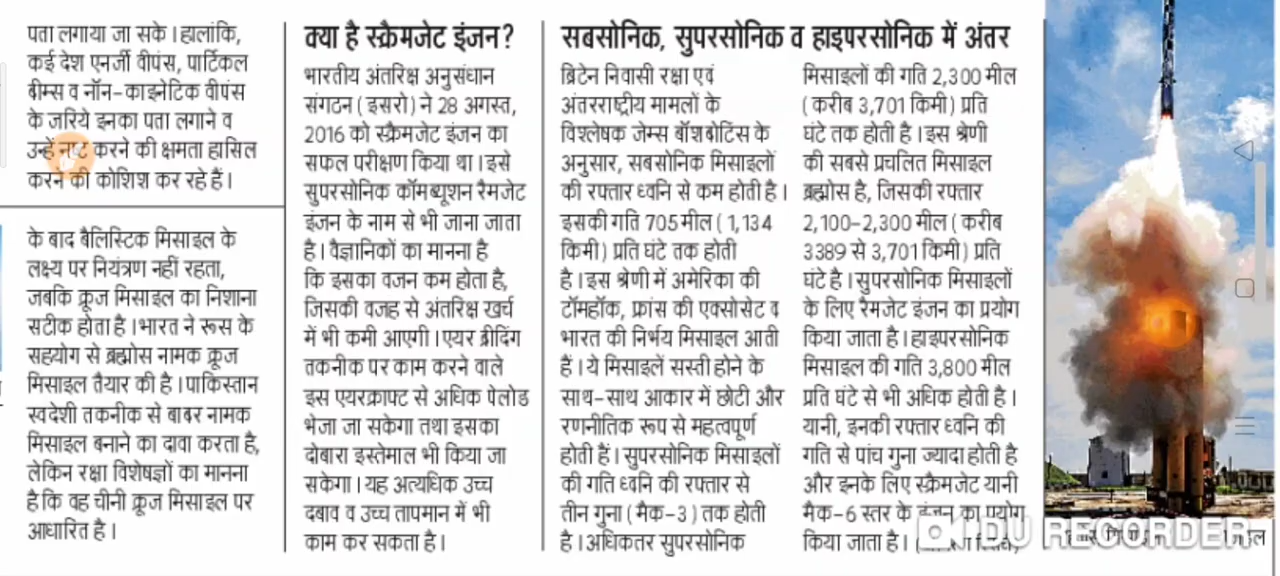 पता लगाया जा सके। हालांकि,
कई देश एनर्जी वीपंस, पार्टिकल
बीम्स व नॉन-काइनेटिक वीपंस
के जरिये इनका पता लगाने व
उन्हें नष्ट करने की क्षमता हासिल
करने की कोशिश कर रहे हैं।
के बाद बैलिस्टिक मिसाइल के
लक्ष्य पर नियंत्रण नहीं रहता,
जबकि क्रूज मिसाइल का निशाना
सटीक होता है। भारत ने रूस के
सहयोग से ब्रह्मोस नामक क्रूज
मिसाइल तैयार की है। पाकिस्तान
स्वदेशी तकनीक से बाबर नामक
मिसाइल बनाने का दावा करता है,
लेकिन रक्षा विशेषज्ञों का मानना
है कि वह चीनी क्रूज मिसाइल पर
आधारित है।
क्या है स्क्रैमजेट इंजन?
भारतीय अंतरिक्ष अनुसंधान
संगठन (इसरो) ने 28 अगस्त,
2016 को स्क्रैमजेट इंजन का
सफल परीक्षण किया था। इसे
सुपरसोनिक कॉमब्यूशन रैमजेट
इंजन के नाम से भी जाना जाता
है। वैज्ञानिकों का मानना है
कि इसका वजन कम होता है,
जिसकी वजह से अंतरिक्ष खर्च
में भी कमी आएगी। एयर ब्रीदिंग
तकनीक पर काम करने वाले
इस एयरक्राफ्ट से अधिक पेलोड
भेजा जा सकेगा तथा इसका
दोबारा इस्तेमाल भी किया जा
सकेगा। यह अत्यधिक उच्च
दबाव व उच्च तापमान में भी
काम कर सकता है।
सबसोनिक, सुपरसोनिक व हाइपरसोनिक में अंतर
ब्रिटेन निवासी रक्षा एवं
अंतरराष्ट्रीय मामलों के
विश्लेषक जेम्स बॉशबोटिंस के
अनुसार, सबसोनिक मिसाइलों
की रफ्तार ध्वनि से कम होती है।
इसकी गति 705 मील (1,134
किमी) प्रति घंटे तक होती
है। इस श्रेणी में अमेरिका की
टॉमहॉक, फ्रांस की एक्सोसेट व
भारत की निर्भय मिसाइल आती
हैं। ये मिसाइलें सस्ती होने के
साथ-साथ आकार में छोटी और
रणनीतिक रूप से महत्वपूर्ण
होती हैं। सुपरसोनिक मिसाइलों
की गति ध्वनि की रफ्तार से
तीन गुना (मैक-3) तक होती
है। अधिकतर सुपरसोनिक
मिसाइलों की गति 2,300 मील
(करीब 3,701 किमी) प्रति
घंटे तक होती है। इस श्रेणी
की सबसे प्रचलित मिसाइल
ब्रह्मोस है, जिसकी रफ्तार
2,100-2,300 मील (करीब
3389 से 3,701 किमी) प्रति
घंटे है। सुपरसोनिक मिसाइलों
के लिए रैमजेट इंजन का प्रयोग
किया जाता है। हाइपरसोनिक
मिसाइल की गति 3,800 मील
प्रति घंटे से भी अधिक होती है।
यानी, इनकी रफ्तार ध्वनि की
गति से पांच गुना ज्यादा होती है
और इनके लिए स्क्रैमजेट यानी
मैक-6 स्तर के इंजन का प्रयोग
किया जाता है।
DU RECORDER